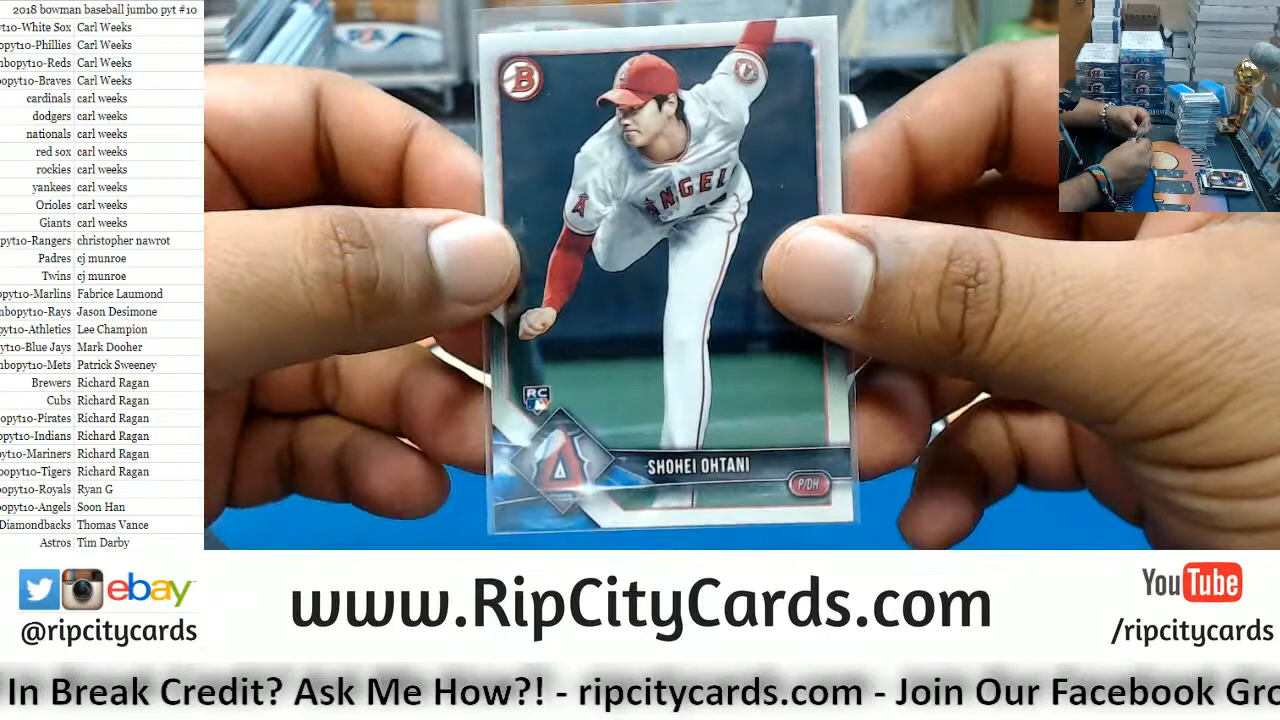 2018 bowman baseball jumbo pyt #10
yt10-White Sox Carl Weeks
opyt10-Phillies Carl Weeks
nbopyt10-Reds Carl Weeks
opyt10-Braves Carl Weeks
cardinals carl weeks
dodgers carl weeks
nationals carl weeks
red sox carl weeks
rockies carl weeks
yankees carl weeks
Orioles carl weeks
Giants carl weeks
pyt10-Rangers christopher nawrot
Padres cj munroe
Twins cj munroe
opyt10-Marlins Fabrice Laumond
mbopyt10-Rays Jason Desimone
yt10-Athletics Lee Champion
pyt10-Blue Jays Mark Dooher
nbopyt10-Mets Patrick Sweeney
Brewers Richard Ragan
Cubs Richard Ragan
opyt10-Pirates Richard Ragan
opyt10-Indians Richard Ragan
pyt10-Mariners Richard Ragan
bopyt10-Tigers Richard Ragan
opyt10-Royals Ryan G
opyt10-Angels Soon Han
Diamondbacks Thomas Vance
Astros Tim Darby
B
A
ANGEL
RC
A
SHOHEI OHTANI
P/DH
ebay
@ripcitycards
www.RipCityCards.com
YouTube
/ripcitycards
In Break Credit? Ask Me How?! - ripcitycards.com - Join Our Facebook Gro